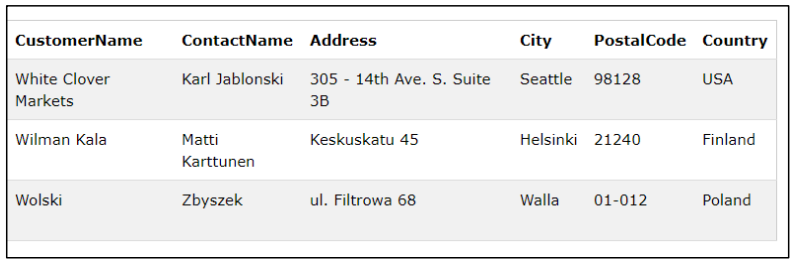 CustomerName ContactName Address City PostalCode Country
White Clover Karl Jablonski 305 - 14th Ave. S. Suite Seattle 98128 USA
Markets 3B
Wilman Kala Matti Keskuskatu 45 Helsinki 21240 Finland
Karttunen
Wolski Zbyszek ul. Filtrowa 68 Walla 01-012 Poland